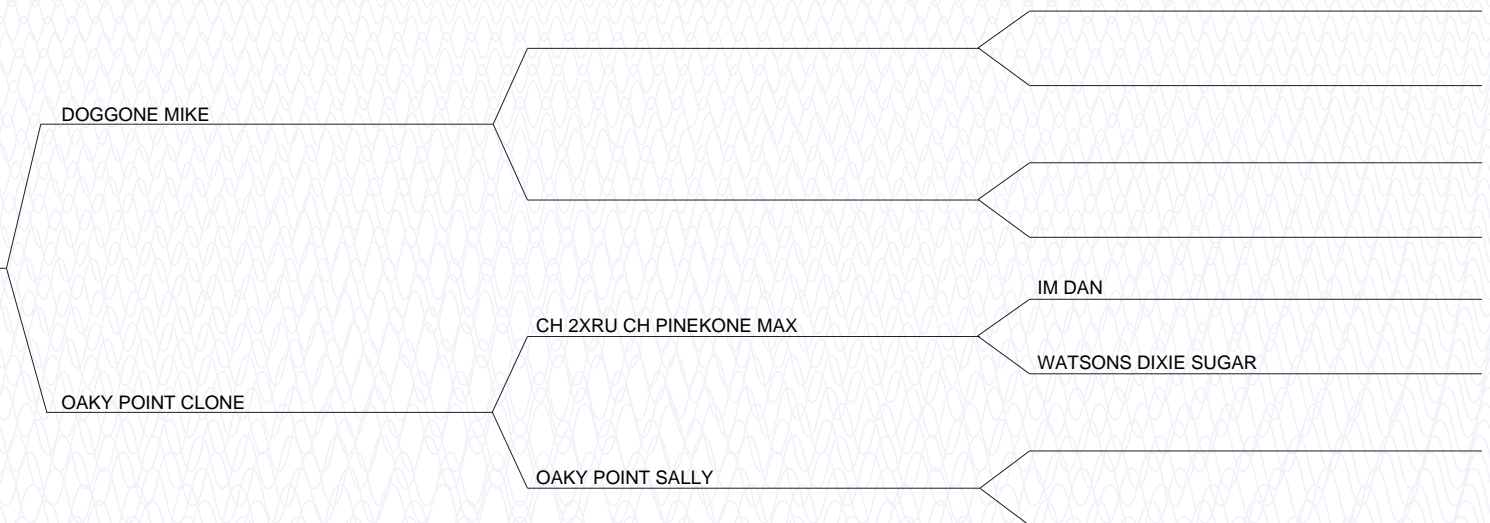 DOGGONE MIKE
IM DAN
CH 2XRU CH PINEKONE MAX
WATSONS DIXIE SUGAR
OAKY POINT CLONE
OAKY POINT SALLY